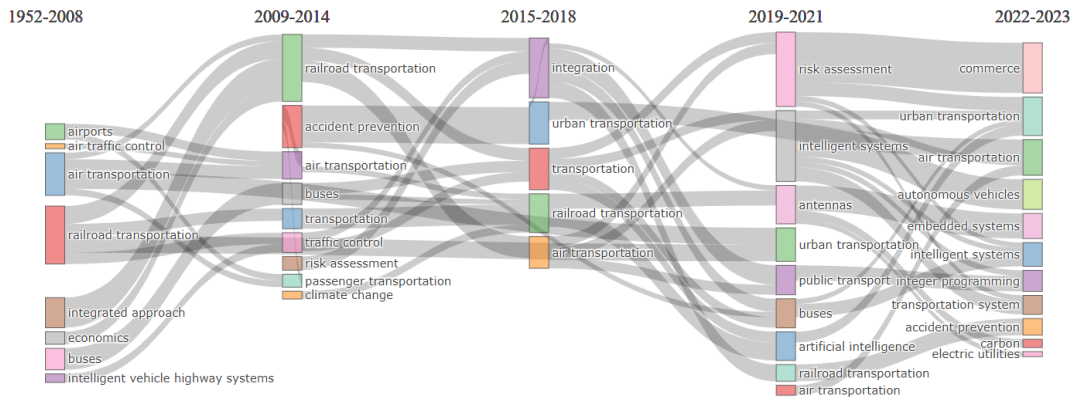 1952-2008
2009-2014
2015-2018
2019-2021
2022-2023
airports
air traffic control
air transportation
railroad transportation
integrated approach
economics
buses
intelligent vehicle highway systems
railroad transportation
accident prevention
air transportation
buses
transportation
traffic control
risk assessment
passenger transportation
climate change
integration
urban transportation
transportation
railroad transportation
air transportation
risk assessment
intelligent systems
antennas
urban transportation
public transport
buses
artificial intelligence
railroad transportation
air transportation
commerce
urban transportation
air transportation
autonomous vehicles
embedded systems
intelligent systems
integer programming
transportation system
accident prevention
carbon
electric utilities